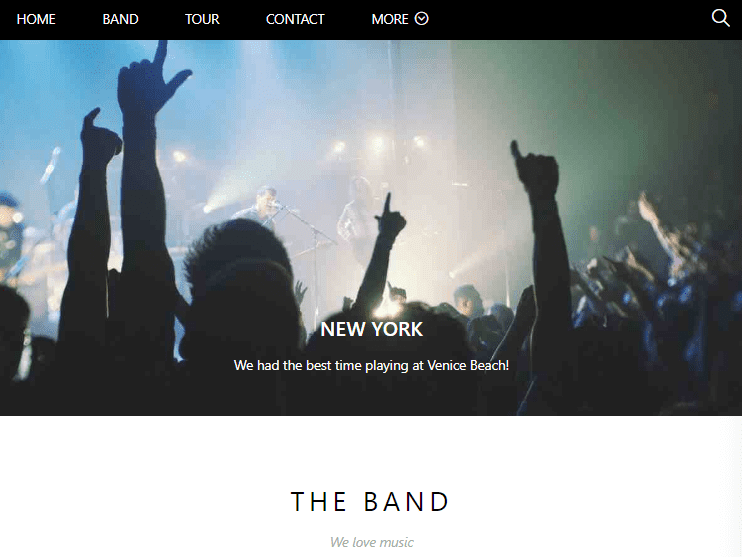 HOME BAND TOUR CONTACT MORE
NEW YORK
We had the best time playing at Venice Beach!
THE BAND
We love music